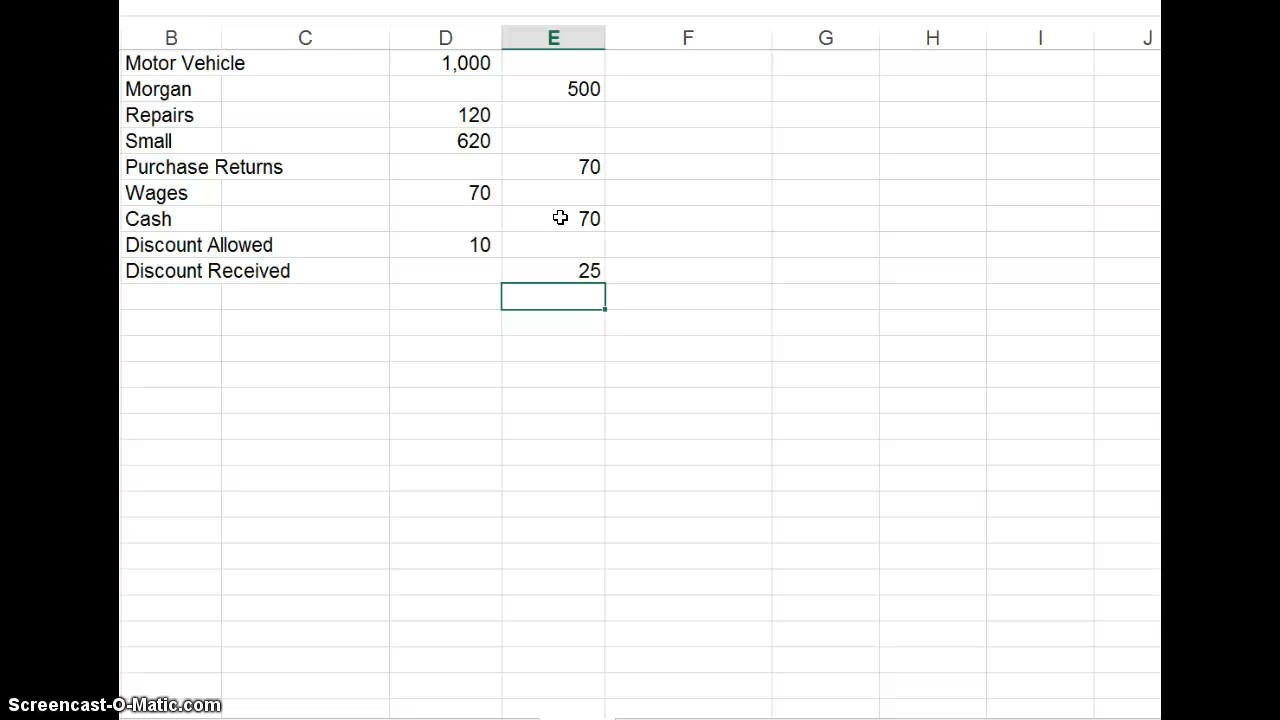 B C D E F G H I J
Motor Vehicle 1,000
Morgan 500
Repairs 120
Small 620
Purchase Returns 70
Wages 70
Cash 70
Discount Allowed 10
Discount Received 25
Screencast-O-Matic.com